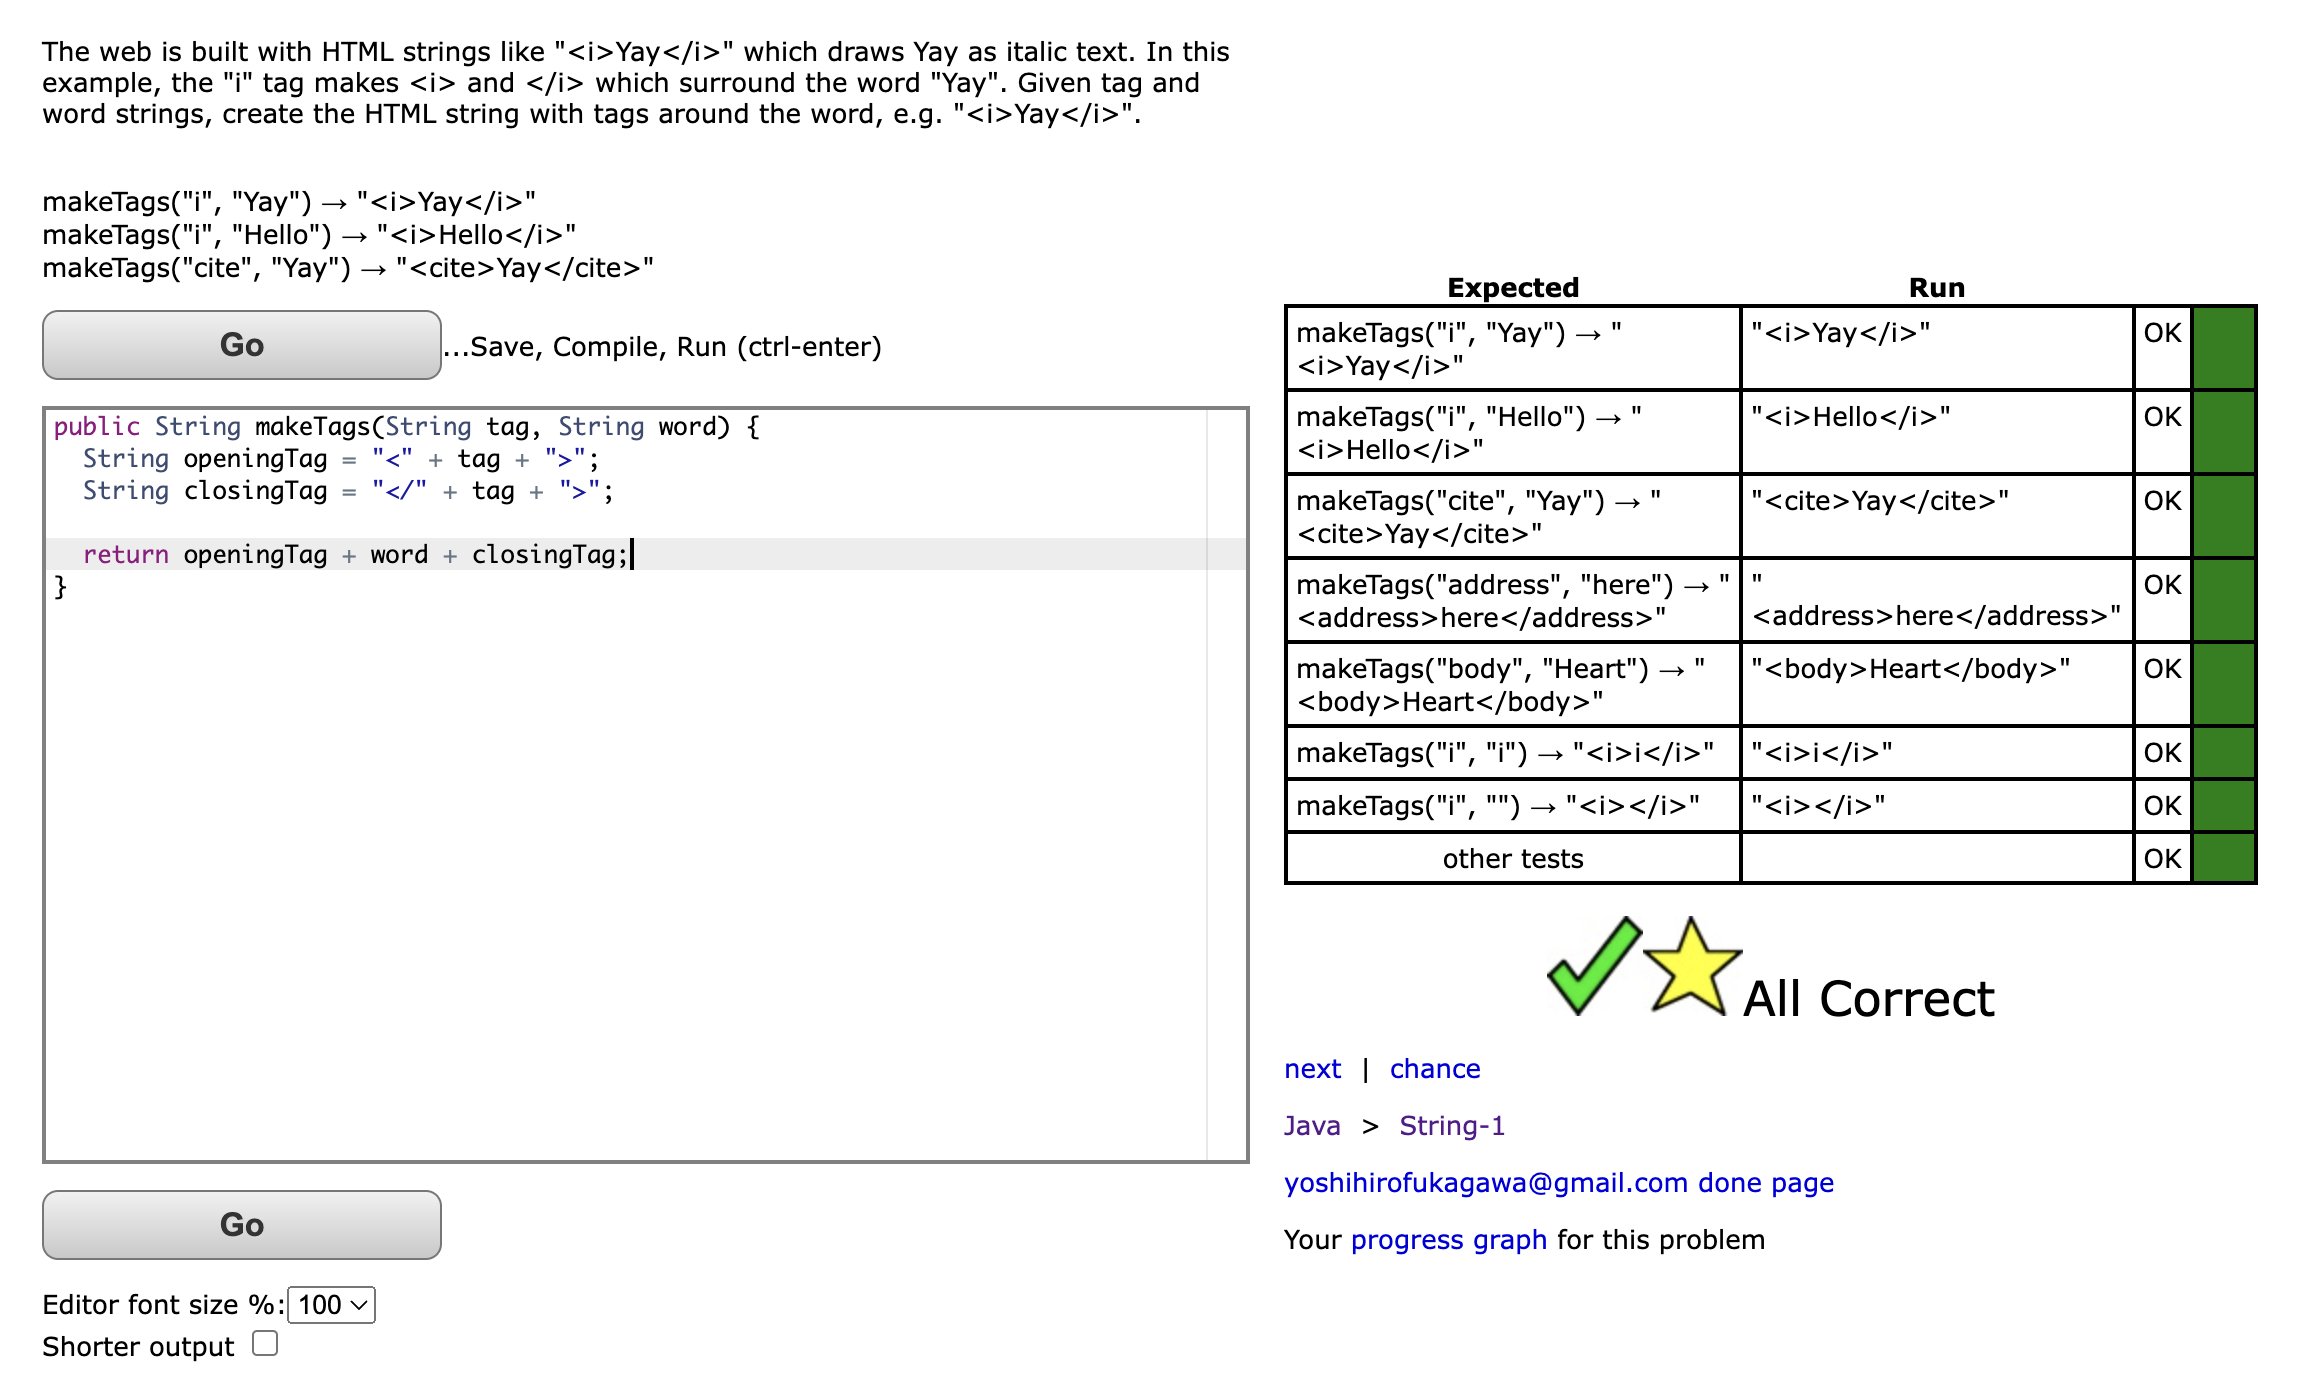 The web is built with HTML strings like "<i>Yay</i>" which draws Yay as italic text. In this
example, the "i" tag makes <i> and </i> which surround the word "Yay". Given tag and
word strings, create the HTML string with tags around the word, e.g. "<i>Yay</i>".
makeTags("i", "Yay") → "<i>Yay</i>"
makeTags("i", "Hello") → "<i>Hello</i>"
makeTags("cite", "Yay") → "<cite>Yay</cite>"
Go
...Save, Compile, Run (ctrl-enter)
public String makeTags(String tag, String word) {
  String openingTag = "<" + tag + ">";
  String closingTag = "</" + tag + ">";
  return openingTag + word + closingTag;
}
Go
Editor font size %: 100
Shorter output
Expected Run
makeTags("i", "Yay") → " "<i>Yay</i>" OK
<i>Yay</i>"
makeTags("i", "Hello") → " "<i>Hello</i>" OK
<i>Hello</i>"
makeTags("cite", "Yay") → " "<cite>Yay</cite>" OK
<cite>Yay</cite>"
makeTags("address", "here") → " " OK
<address>here</address>" <address>here</address>"
makeTags("body", "Heart") → " "<body>Heart</body>" OK
<body>Heart</body>"
makeTags("i", "i") → "<i>i</i>" "<i>i</i>" OK
makeTags("i", "") → "<i></i>" "<i></i>" OK
other tests OK
All Correct
next | chance
Java > String-1
yoshihirofukagawa@gmail.com done page
Your progress graph for this problem